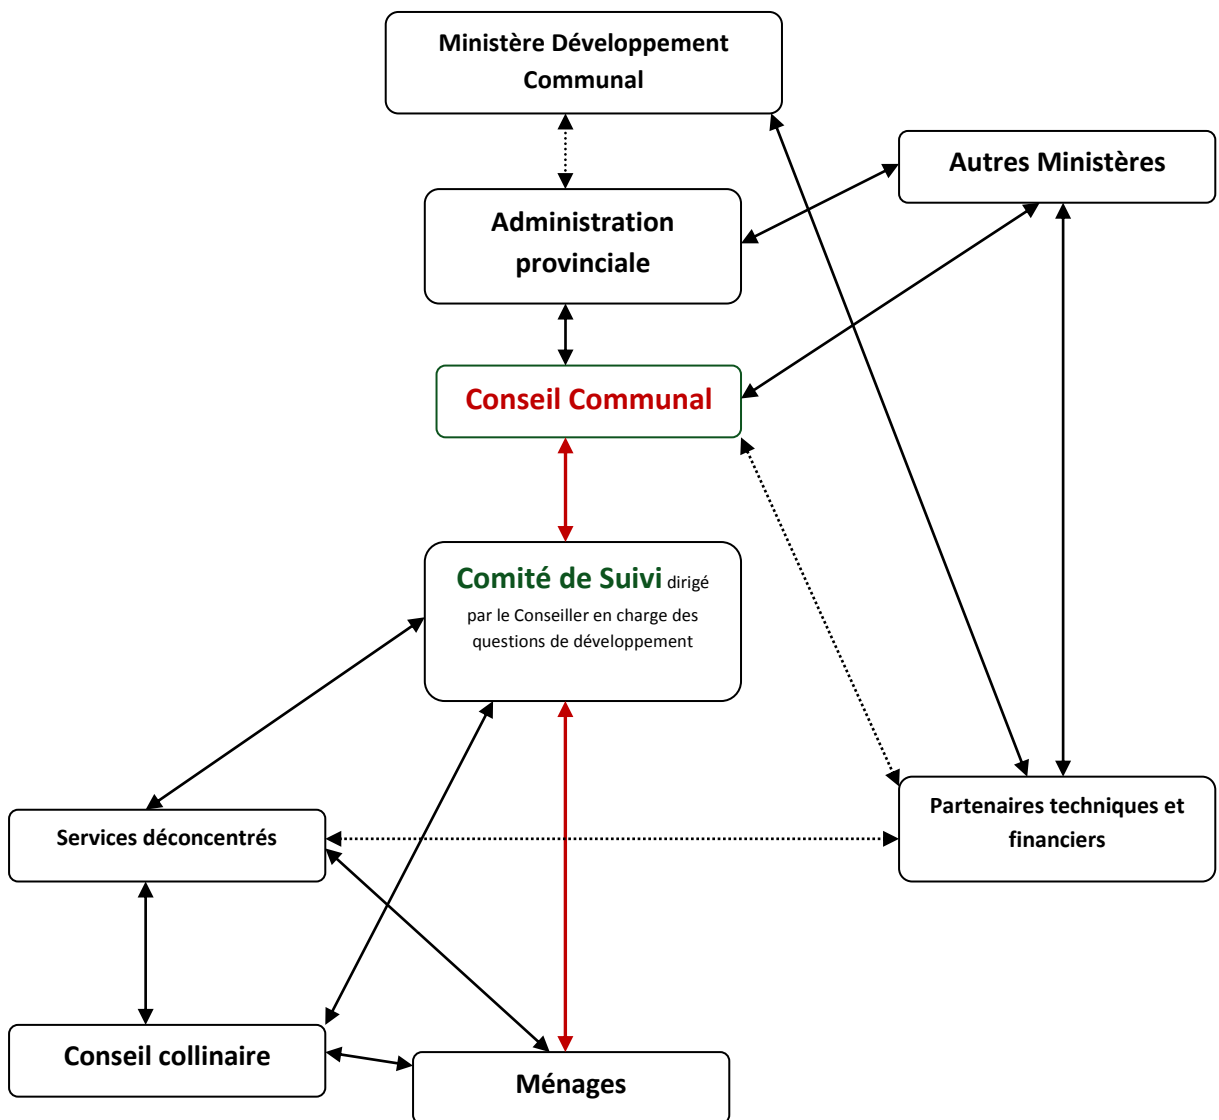 Ministère Développement
Communal
Autres Ministères
Administration
provinciale
Conseil Communal
Comité de Suivi dirigé
par le Conseiller en charge des
questions de développement
Partenaires techniques et
financiers
Services déconcentrés
Conseil collinaire
Ménages